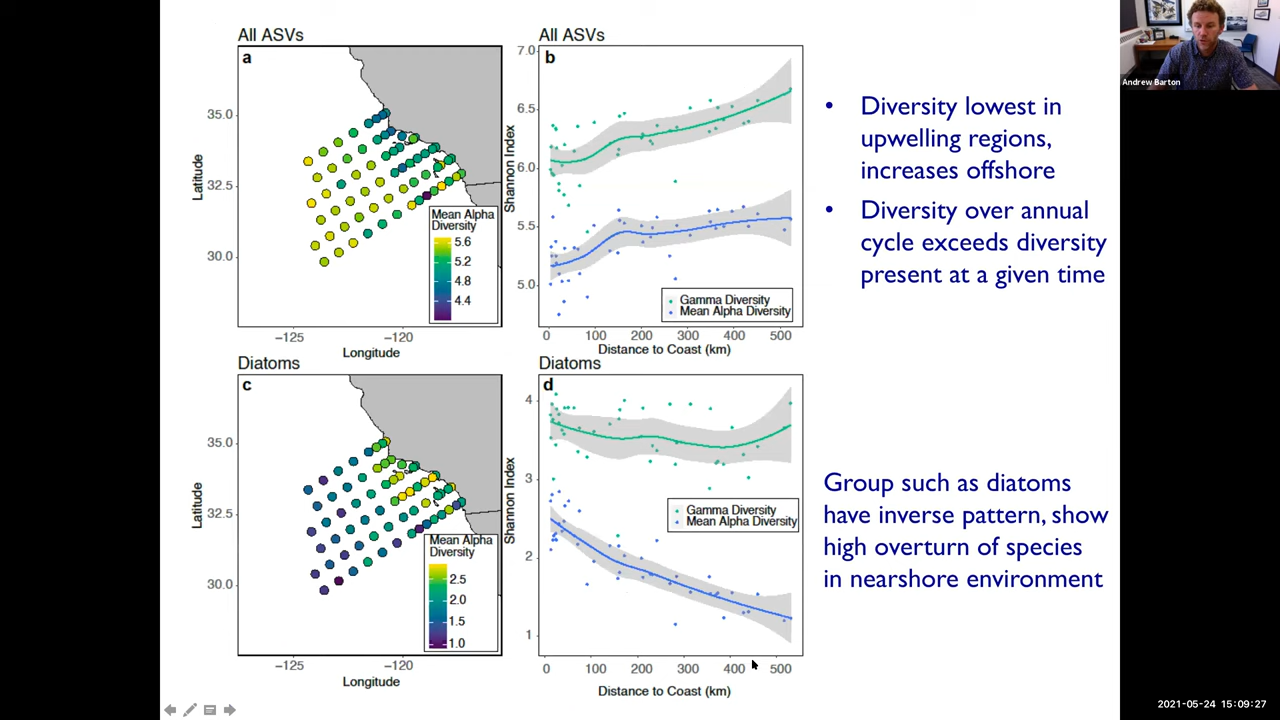 All ASVs
a
35.0
32.5
30.0
Latitude
Mean Alpha
Diversity
5.6
5.2
4.8
4.4
−125
−120
Longitude
All ASVs
b
7.0
6.5
6.0
5.5
5.0
Shannon Index
Gamma Diversity
Mean Alpha Diversity
0
100
200
300
400
500
Distance to Coast (km)
Diatoms
c
35.0
32.5
30.0
Latitude
Mean Alpha
Diversity
2.5
2.0
1.5
1.0
−125
−120
Longitude
Diatoms
d
4
3
2
1
Shannon Index
Gamma Diversity
Mean Alpha Diversity
0
100
200
300
400
500
Distance to Coast (km)
• Diversity lowest in
upwelling regions,
increases offshore
• Diversity over annual
cycle exceeds diversity
present at a given time
Group such as diatoms
have inverse pattern, show
high overturn of species
in nearshore environment
Andrew Barton
2021-05-24 15:09:27